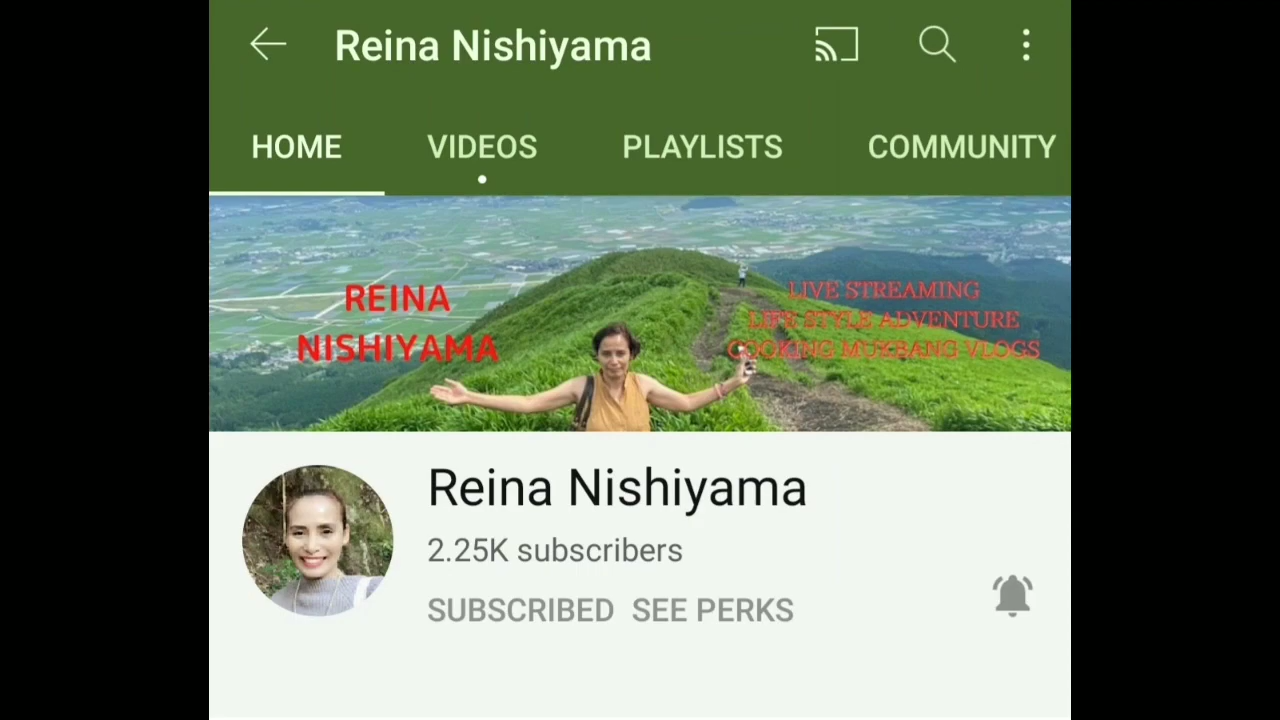 Reina Nishiyama
HOME VIDEOS PLAYLISTS COMMUNITY
REINA
NISHIYAMA
LIVE STREAMING
LIFE STYLE ADVENTURE
COOKING MUKBANG VLOGS
Reina Nishiyama
2.25K subscribers
SUBSCRIBED SEE PERKS